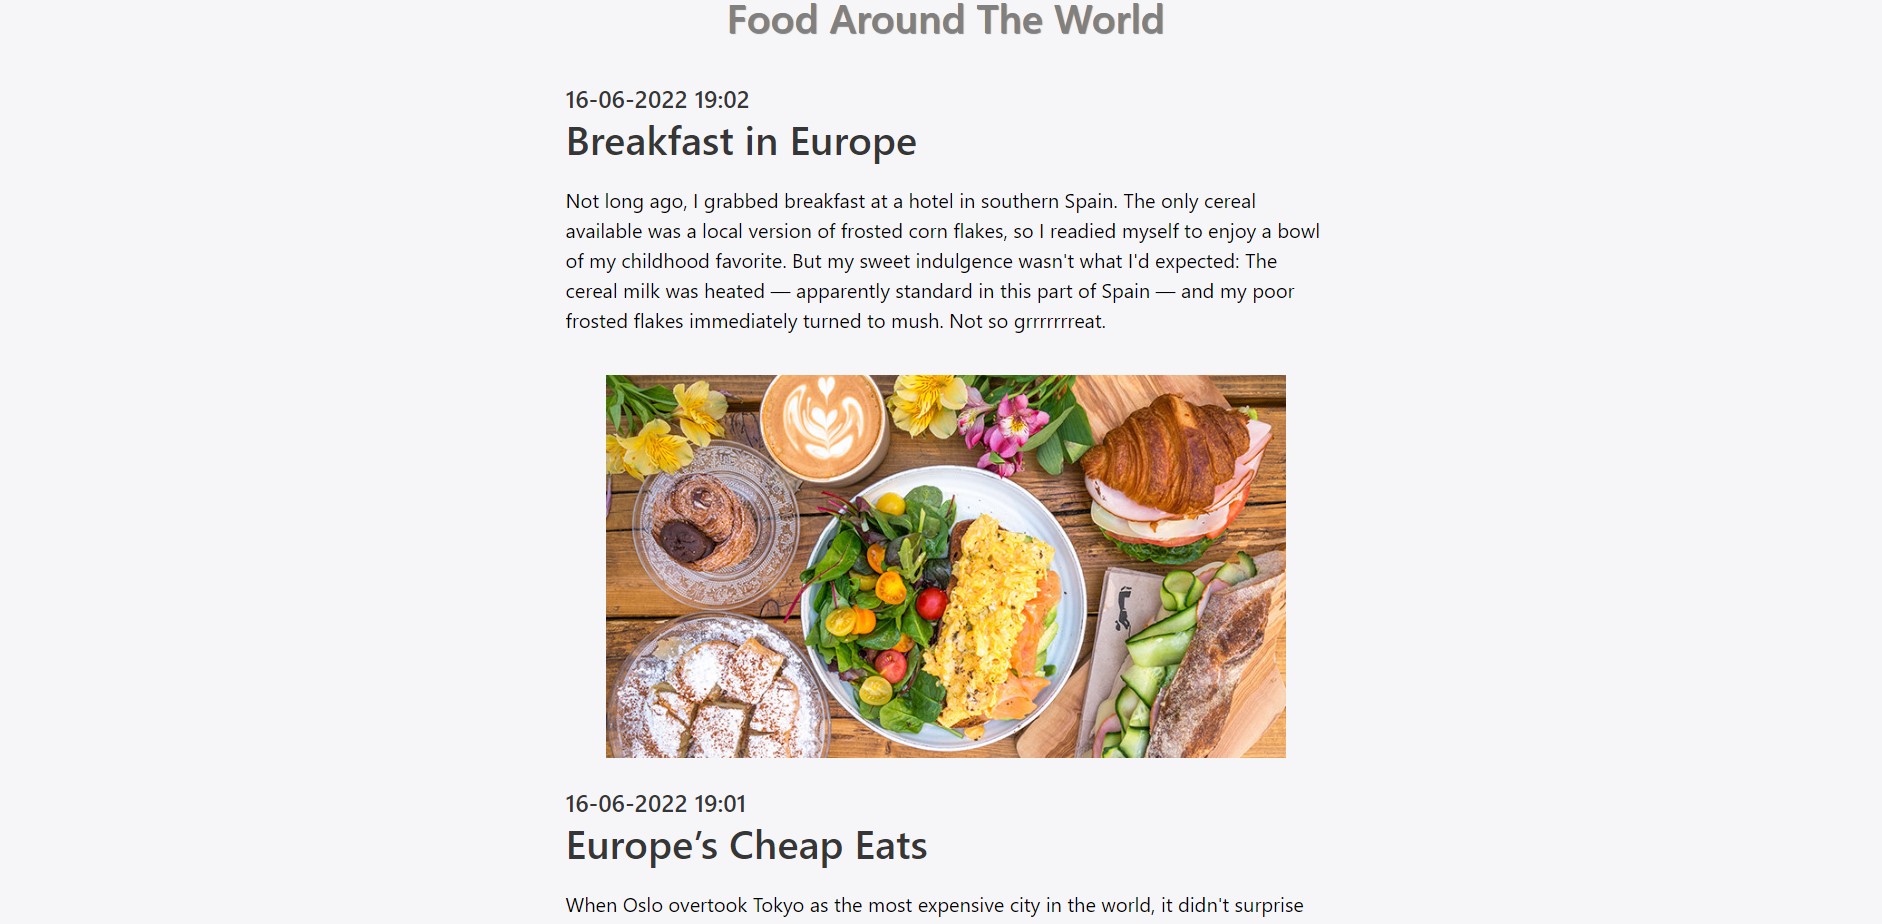 Food Around The World
16-06-2022 19:02
Breakfast in Europe
Not long ago, I grabbed breakfast at a hotel in southern Spain. The only cereal
available was a local version of frosted corn flakes, so I readied myself to enjoy a bowl
of my childhood favorite. But my sweet indulgence wasn't what I'd expected: The
cereal milk was heated — apparently standard in this part of Spain — and my poor
frosted flakes immediately turned to mush. Not so grrrrrrreat.
16-06-2022 19:01
Europe’s Cheap Eats
When Oslo overtook Tokyo as the most expensive city in the world, it didn't surprise